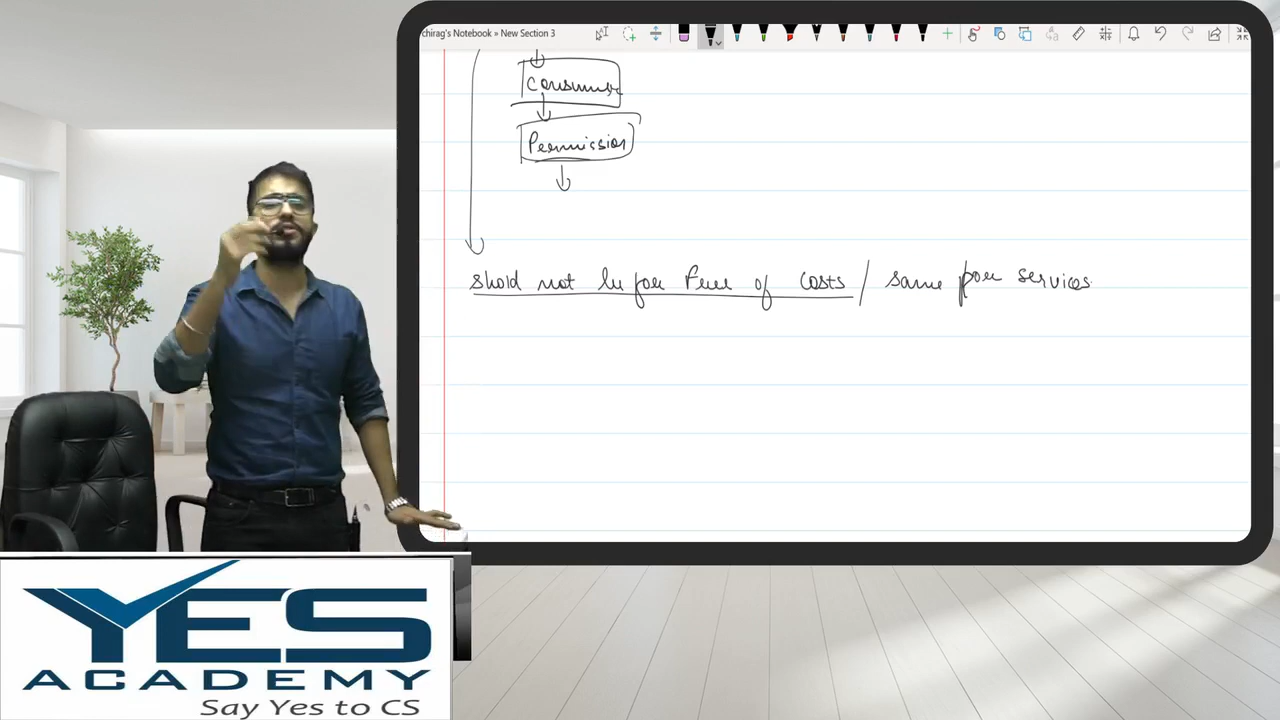 chirag's Notebook » New Section 3
Consumer
Permission
shold not be for Free of costs / same for services
YES
ACADEMY
Say Yes to CS